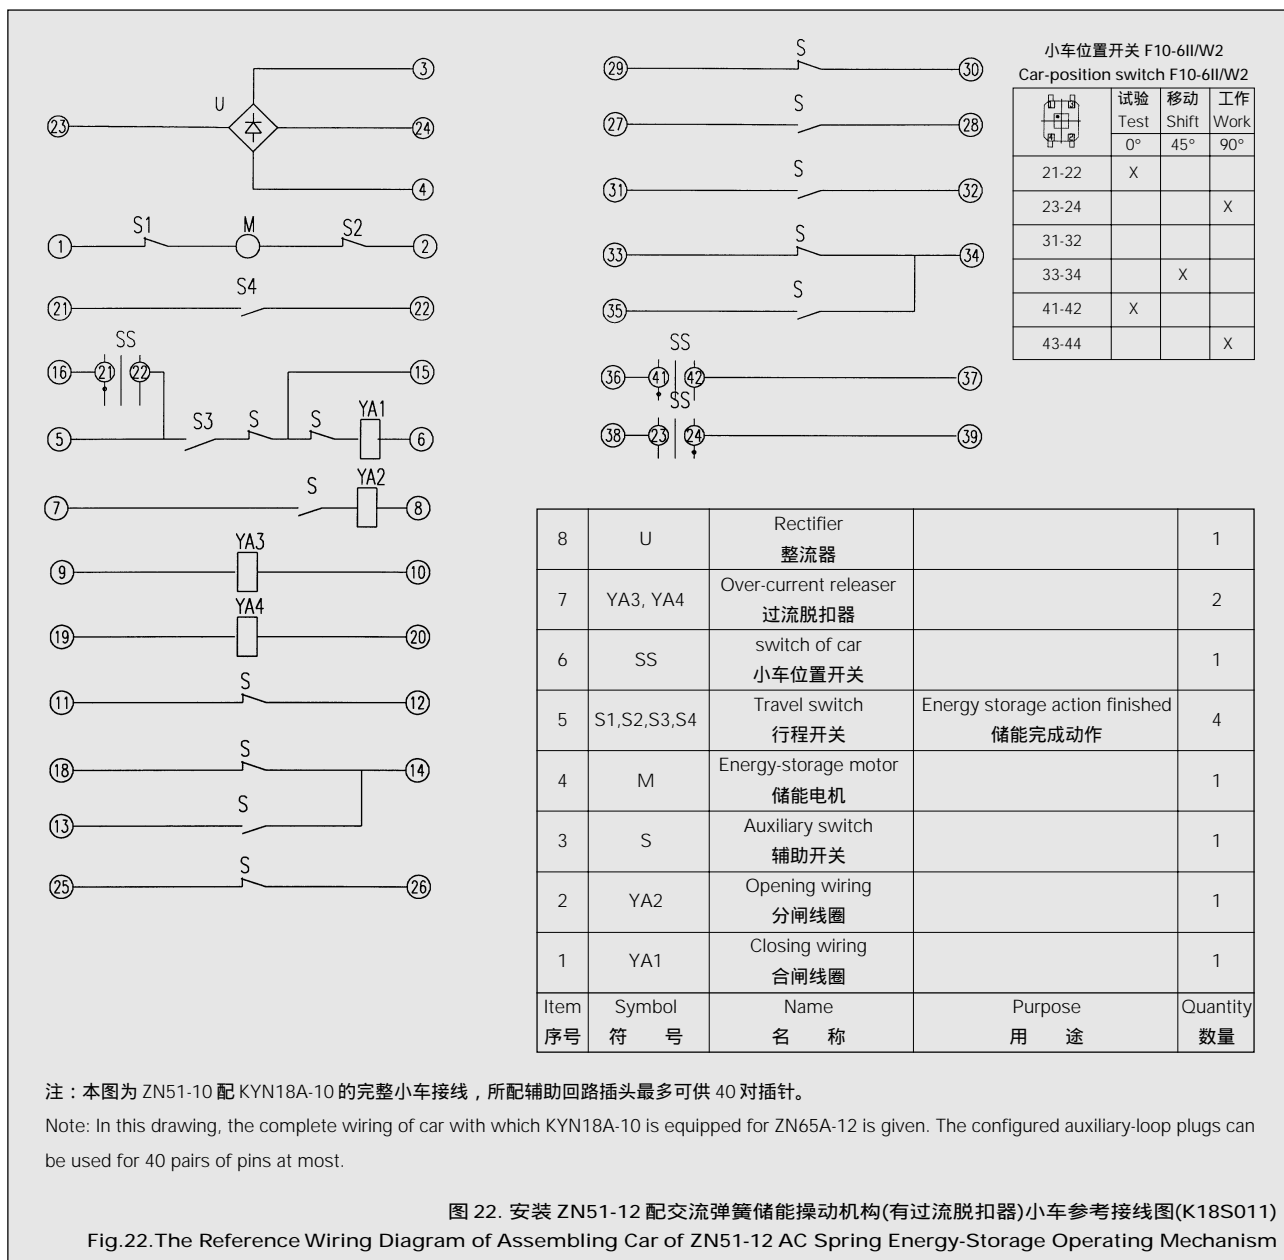 ③
U
㉓
㉔
④
S1 M S2
① ②
S4
㉑ ㉒
SS
⑯ ㉑ ㉒ ⑮
S3 S S YA1
⑤ ⑥
S YA2
⑦ ⑧
YA3
⑨ ⑩
YA4
⑲ ⑳
S
⑪ ⑫
S
⑱ ⑭
S
⑬
S
㉕ ㉖
S
㉙ ㉚
S
㉗ ㉘
S
㉛ ㉜
S
㉝ ㉞
S
㉟
SS
㊱ ㊶ ㊷ ㊲
SS
㊳ ㉓ ㉔ ㊴
小车位置开关 F10-6II/W2
Car-position switch F10-6II/W2
试验 移动 工作
Test Shift Work
0° 45° 90°
21-22 X
23-24 X
31-32
33-34 X
41-42 X
43-44 X
8 U Rectifier 1
整流器
7 YA3, YA4 Over-current releaser 2
过流脱扣器
6 SS switch of car 1
小车位置开关
5 S1,S2,S3,S4 Travel switch Energy storage action finished 4
行程开关 储能完成动作
4 M Energy-storage motor 1
储能电机
3 S Auxiliary switch 1
辅助开关
2 YA2 Opening wiring 1
分闸线圈
1 YA1 Closing wiring 1
合闸线圈
Item Symbol Name Purpose Quantity
序号 符 号 名 称 用 途 数量
注：本图为 ZN51-10 配 KYN18A-10 的完整小车接线，所配辅助回路插头最多可供 40 对插针。
Note: In this drawing, the complete wiring of car with which KYN18A-10 is equipped for ZN65A-12 is given. The configured auxiliary-loop plugs can
be used for 40 pairs of pins at most.
图 22. 安装 ZN51-12 配交流弹簧储能操动机构(有过流脱扣器)小车参考接线图(K18S011)
Fig.22.The Reference Wiring Diagram of Assembling Car of ZN51-12 AC Spring Energy-Storage Operating Mechanism